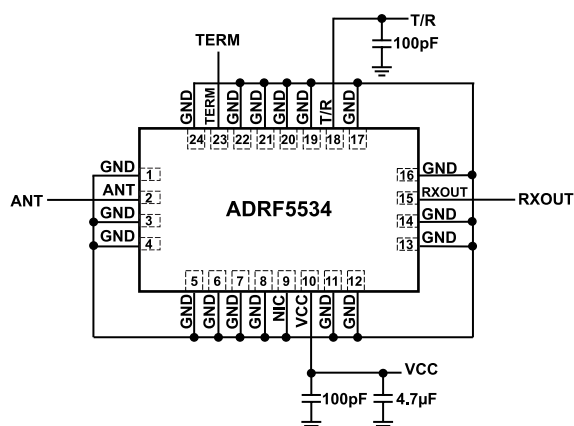 T/R
100pF
TERM
GND TERM GND GND GND GND T/R GND
24 23 22 21 20 19 18 17
GND 1 16 GND
ANT ANT 2 15 RXOUT RXOUT
ADRF5534
GND 3 14 GND
GND 4 13 GND
5 6 7 8 9 10 11 12
GND GND GND GND NIC VCC GND GND
VCC
100pF 4.7µF